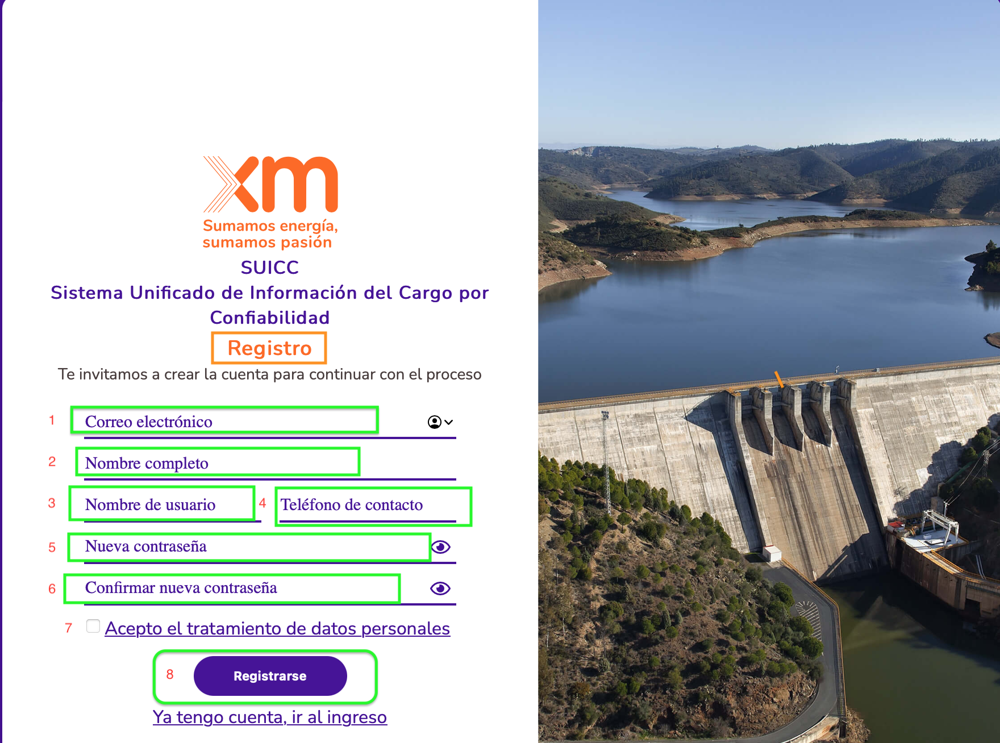 xm
Sumamos energía,
sumamos pasión
SUICC
Sistema Unificado de Información del Cargo por
Confiabilidad
Registro
Te invitamos a crear la cuenta para continuar con el proceso
1 Correo electrónico
2 Nombre completo
3 Nombre de usuario 4 Teléfono de contacto
5 Nueva contraseña
6 Confirmar nueva contraseña
7 Acepto el tratamiento de datos personales
8 Registrarse
Ya tengo cuenta, ir al ingreso